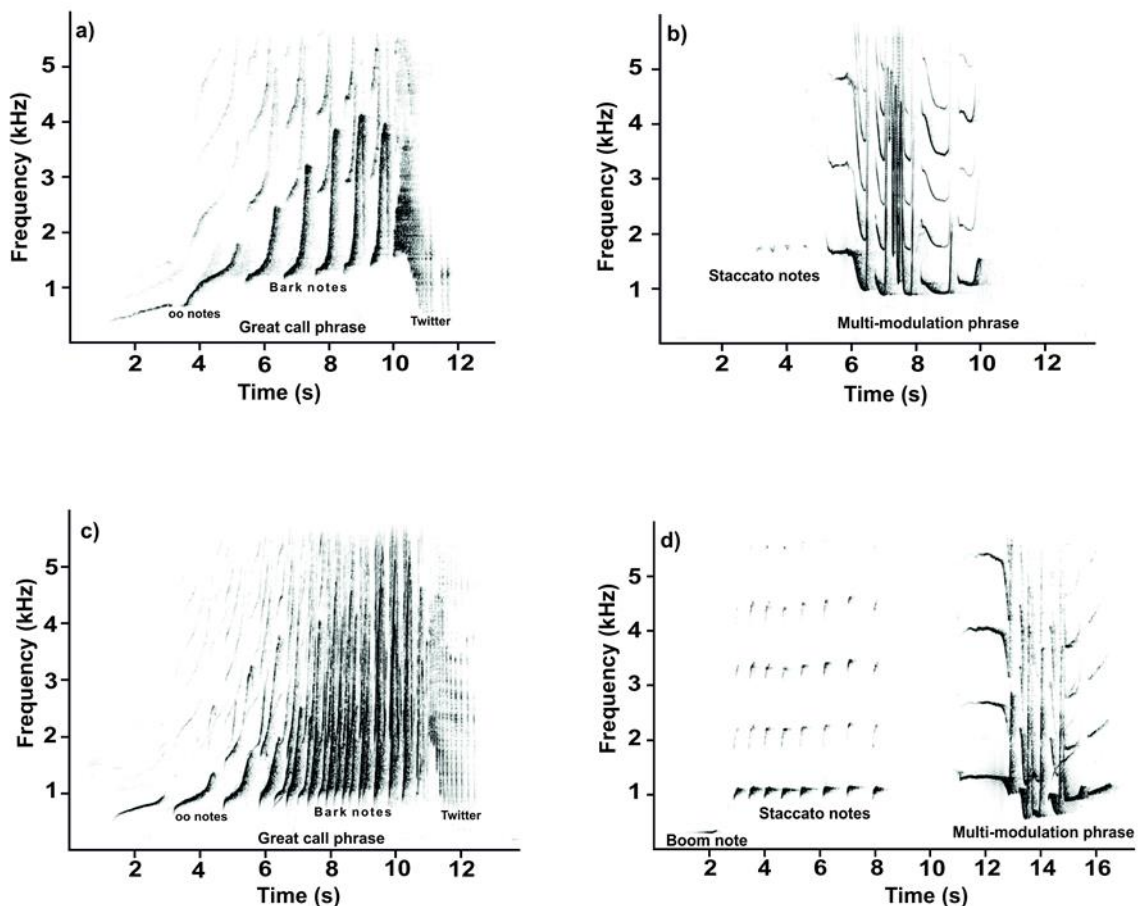 a)
Frequency (kHz)
5
4
3
2
1
oo notes
Bark notes
Great call phrase
Twitter
2 4 6 8 10 12
Time (s)
b)
Frequency (kHz)
5
4
3
2
1
Staccato notes
Multi-modulation phrase
2 4 6 8 10 12
Time (s)
c)
Frequency (kHz)
5
4
3
2
1
oo notes
Bark notes
Twitter
Great call phrase
2 4 6 8 10 12
Time (s)
d)
Frequency (kHz)
5
4
3
2
1
Staccato notes
Boom note
Multi-modulation phrase
2 4 6 8 10 12 14 16
Time (s)